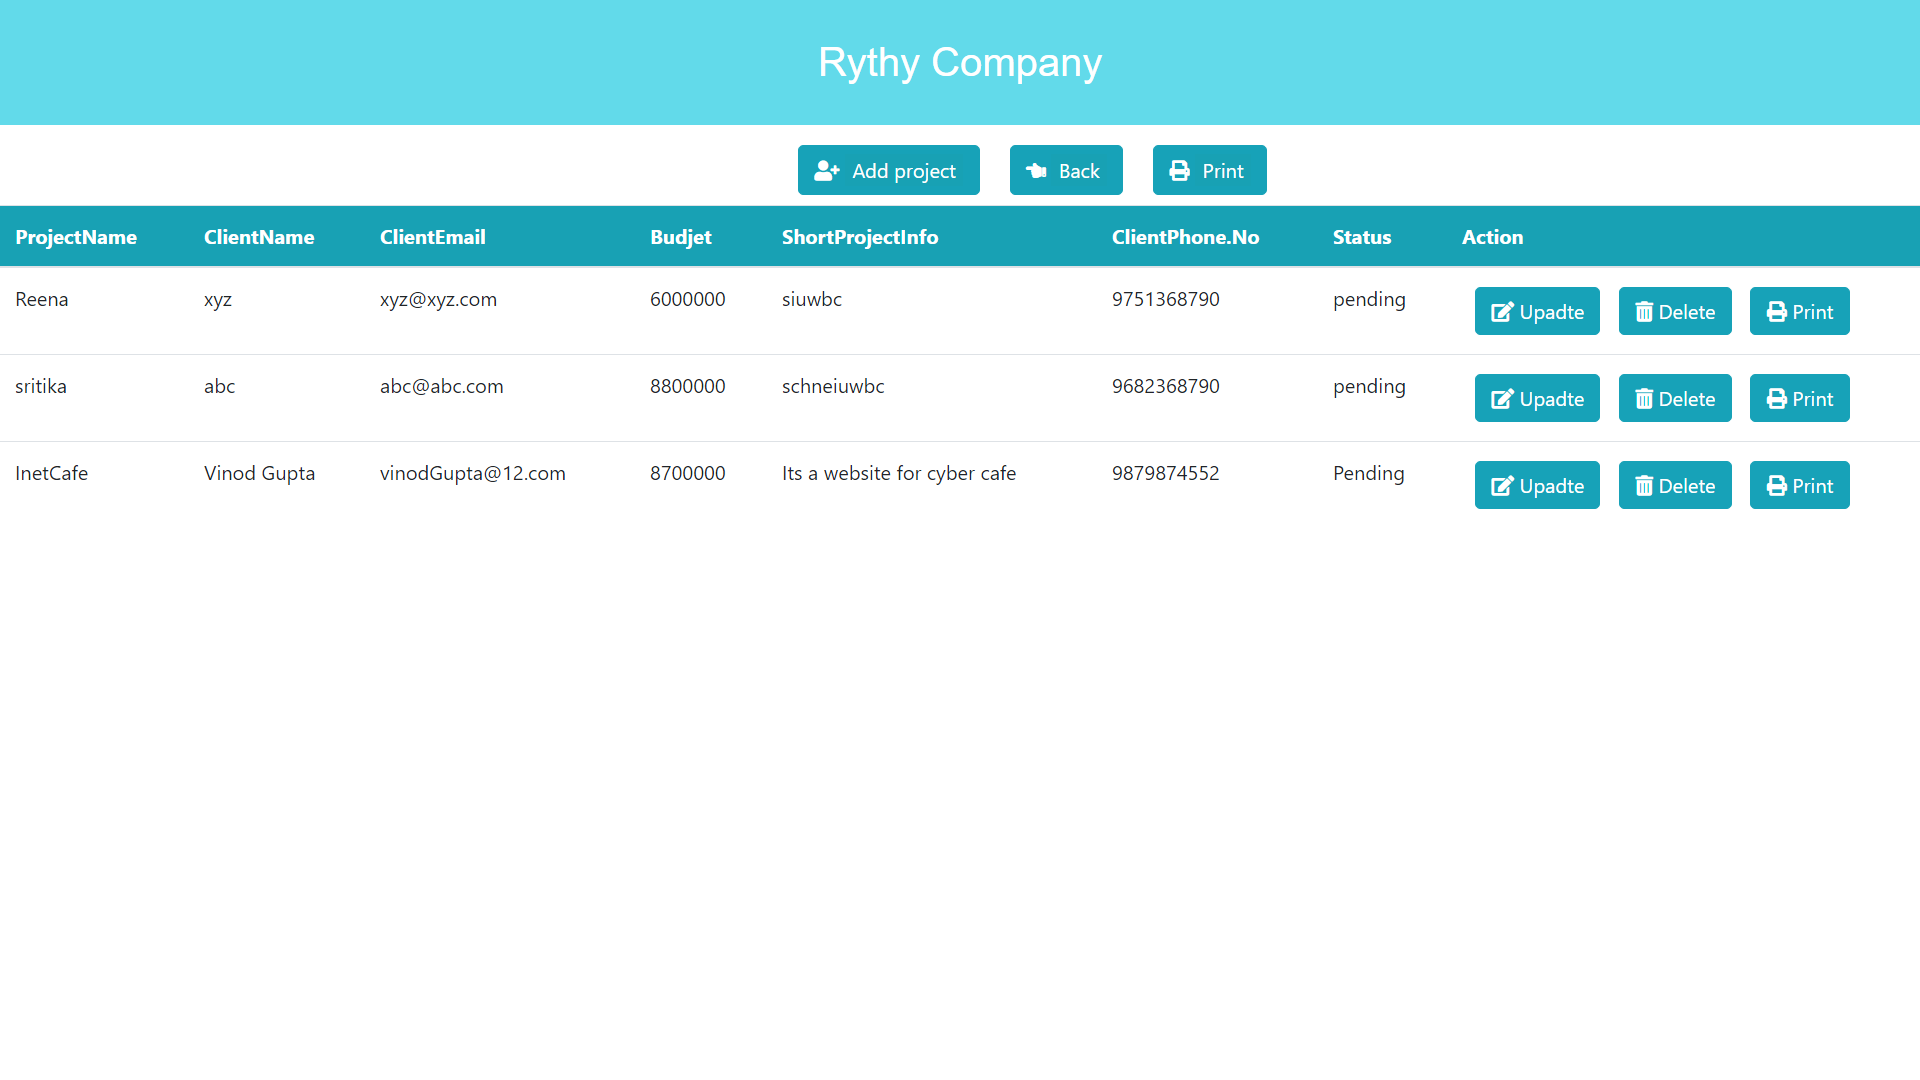 Rythy Company
Add project Back Print
ProjectName ClientName ClientEmail Budjet ShortProjectInfo ClientPhone.No Status Action
Reena xyz xyz@xyz.com 6000000 siuwbc 9751368790 pending Upadte Delete Print
sritika abc abc@abc.com 8800000 schneiuwbc 9682368790 pending Upadte Delete Print
InetCafe Vinod Gupta vinodGupta@12.com 8700000 Its a website for cyber cafe 9879874552 Pending Upadte Delete Print